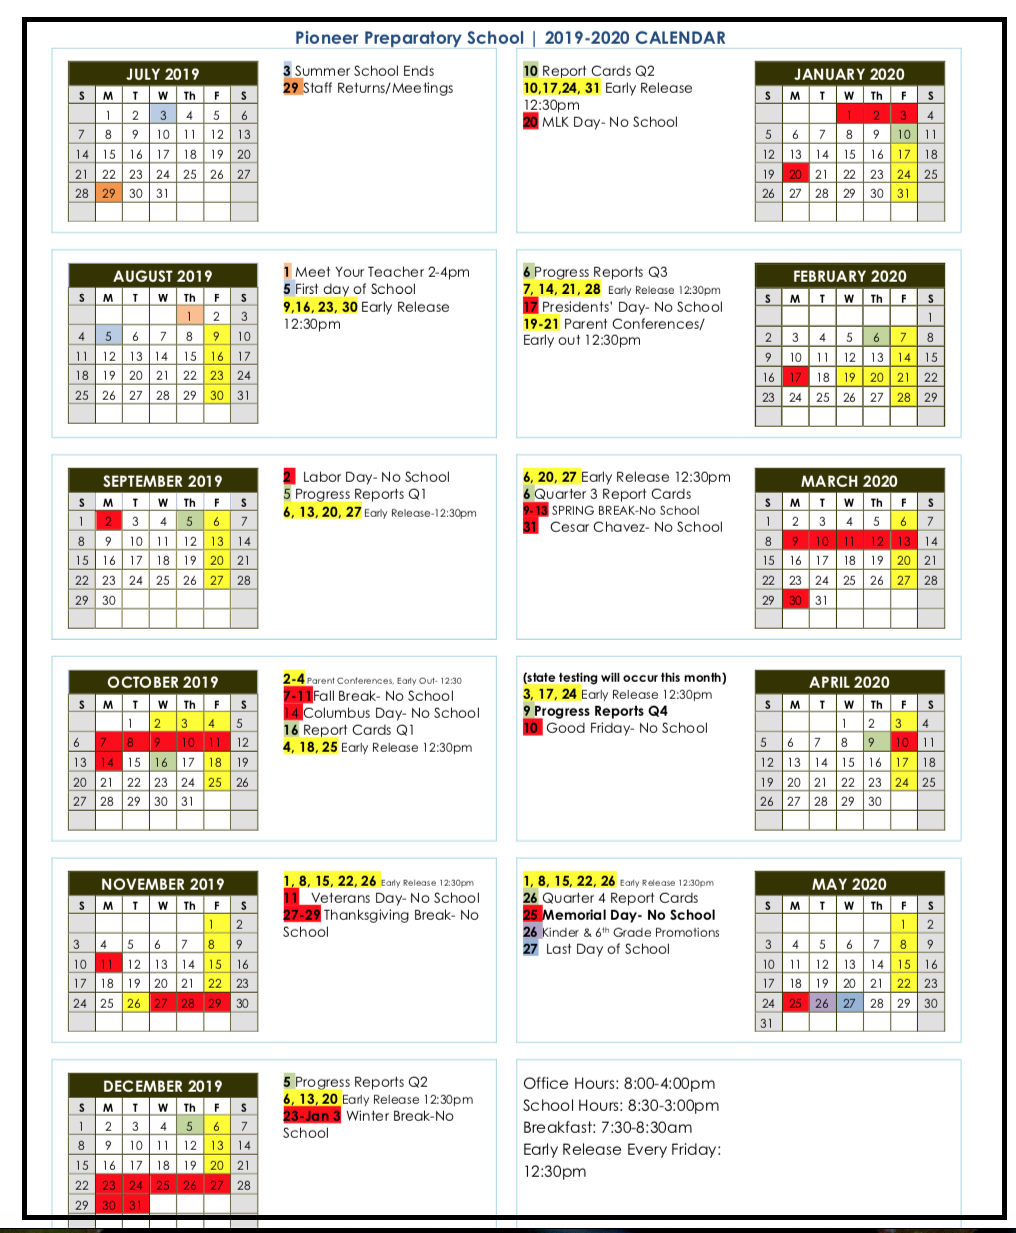 Pioneer Preparatory School | 2019-2020 CALENDAR
JULY 2019
S M T W Th F S
1 2 3 4 5 6
7 8 9 10 11 12 13
14 15 16 17 18 19 20
21 22 23 24 25 26 27
28 29 30 31
3 Summer School Ends
29 Staff Returns/Meetings
10 Report Cards Q2
10,17,24, 31 Early Release
12:30pm
20 MLK Day- No School
JANUARY 2020
S M T W Th F S
1 2 3 4
5 6 7 8 9 10 11
12 13 14 15 16 17 18
19 20 21 22 23 24 25
26 27 28 29 30 31
AUGUST 2019
S M T W Th F S
1 2 3
4 5 6 7 8 9 10
11 12 13 14 15 16 17
18 19 20 21 22 23 24
25 26 27 28 29 30 31
1 Meet Your Teacher 2-4pm
5 First day of School
9,16, 23, 30 Early Release
12:30pm
6 Progress Reports Q3
7, 14, 21, 28 Early Release 12:30pm
17 Presidents' Day- No School
19-21 Parent Conferences/
Early out 12:30pm
FEBRUARY 2020
S M T W Th F S
1
2 3 4 5 6 7 8
9 10 11 12 13 14 15
16 17 18 19 20 21 22
23 24 25 26 27 28 29
SEPTEMBER 2019
S M T W Th F S
1 2 3 4 5 6 7
8 9 10 11 12 13 14
15 16 17 18 19 20 21
22 23 24 25 26 27 28
29 30
2 Labor Day- No School
5 Progress Reports Q1
6, 13, 20, 27 Early Release-12:30pm
6, 20, 27 Early Release 12:30pm
6 Quarter 3 Report Cards
9-13 SPRING BREAK-No School
31 Cesar Chavez- No School
MARCH 2020
S M T W Th F S
1 2 3 4 5 6 7
8 9 10 11 12 13 14
15 16 17 18 19 20 21
22 23 24 25 26 27 28
29 30 31
OCTOBER 2019
S M T W Th F S
1 2 3 4 5
6 7 8 9 10 11 12
13 14 15 16 17 18 19
20 21 22 23 24 25 26
27 28 29 30 31
2-4 Parent Conferences, Early Out- 12:30
7-11 Fall Break- No School
14 Columbus Day- No School
16 Report Cards Q1
4, 18, 25 Early Release 12:30pm
(state testing will occur this month)
3, 17, 24 Early Release 12:30pm
9 Progress Reports Q4
10 Good Friday- No School
APRIL 2020
S M T W Th F S
1 2 3 4
5 6 7 8 9 10 11
12 13 14 15 16 17 18
19 20 21 22 23 24 25
26 27 28 29 30
NOVEMBER 2019
S M T W Th F S
1 2
3 4 5 6 7 8 9
10 11 12 13 14 15 16
17 18 19 20 21 22 23
24 25 26 27 28 29 30
1, 8, 15, 22, 26 Early Release 12:30pm
11 Veterans Day- No School
27-29 Thanksgiving Break- No
School
1, 8, 15, 22, 26 Early Release 12:30pm
26 Quarter 4 Report Cards
25 Memorial Day- No School
26 Kinder & 6th Grade Promotions
27 Last Day of School
MAY 2020
S M T W Th F S
1 2
3 4 5 6 7 8 9
10 11 12 13 14 15 16
17 18 19 20 21 22 23
24 25 26 27 28 29 30
31
DECEMBER 2019
S M T W Th F S
1 2 3 4 5 6 7
8 9 10 11 12 13 14
15 16 17 18 19 20 21
22 23 24 25 26 27 28
29 30 31
5 Progress Reports Q2
6, 13, 20 Early Release 12:30pm
23-Jan 3 Winter Break-No
School
Office Hours: 8:00-4:00pm
School Hours: 8:30-3:00pm
Breakfast: 7:30-8:30am
Early Release Every Friday:
12:30pm